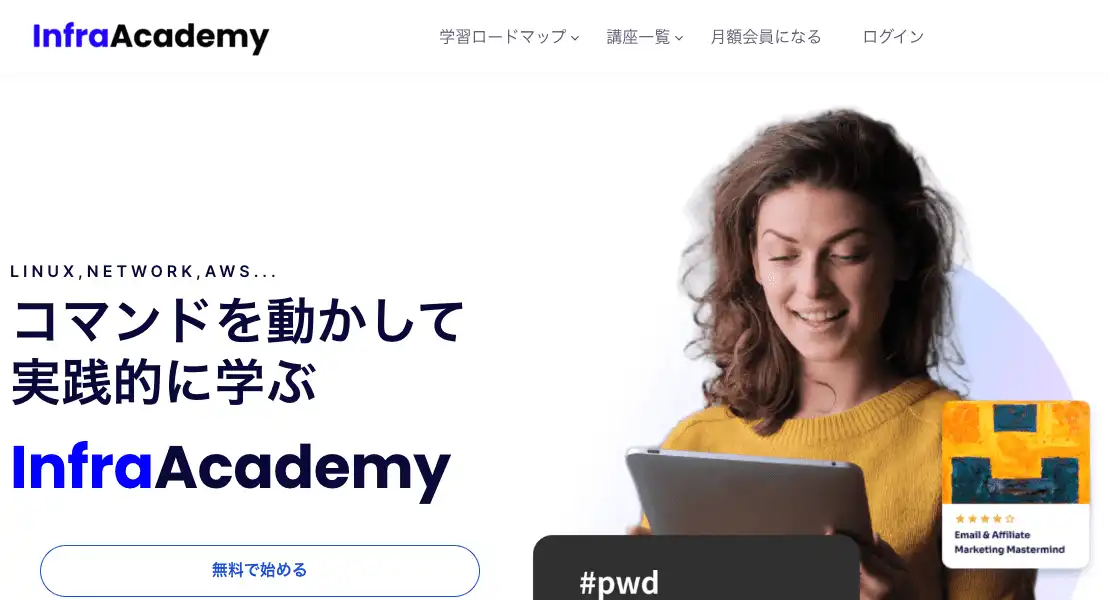 InfraAcademy
学習ロードマップ
講座一覧
月額会員になる
ログイン
LINUX,NETWORK,AWS...
コマンドを動かして
実践的に学ぶ
InfraAcademy
無料で始める
#pwd
Email & Affiliate
Marketing Mastermind